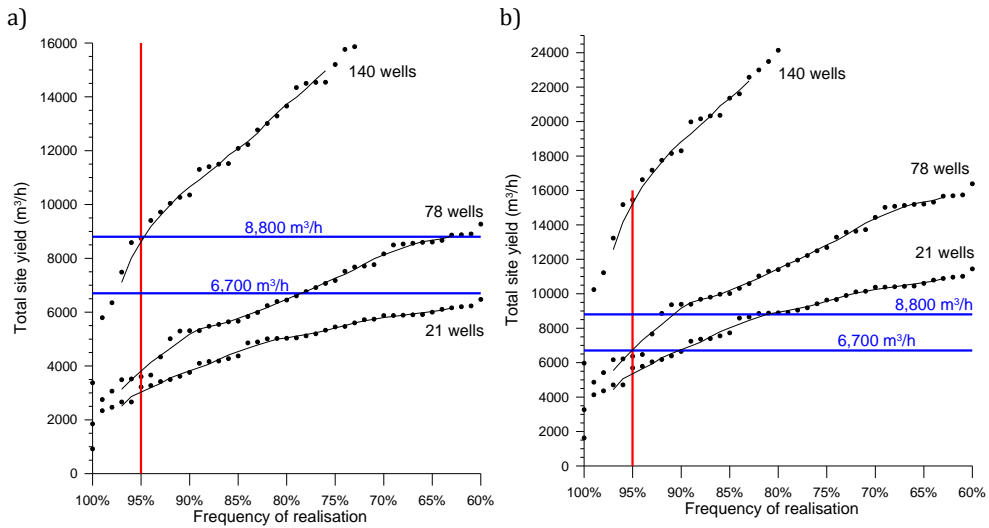 a)
Total site yield (m³/h)
16000
14000
12000
10000
8000
6000
4000
2000
0
140 wells
78 wells
21 wells
8,800 m³/h
6,700 m³/h
100%
95%
90%
85%
80%
75%
70%
65%
60%
Frequency of realisation
b)
Total site yield (m³/h)
24000
22000
20000
18000
16000
14000
12000
10000
8000
6000
4000
2000
0
140 wells
78 wells
21 wells
8,800 m³/h
6,700 m³/h
100%
95%
90%
85%
80%
75%
70%
65%
60%
Frequency of realisation